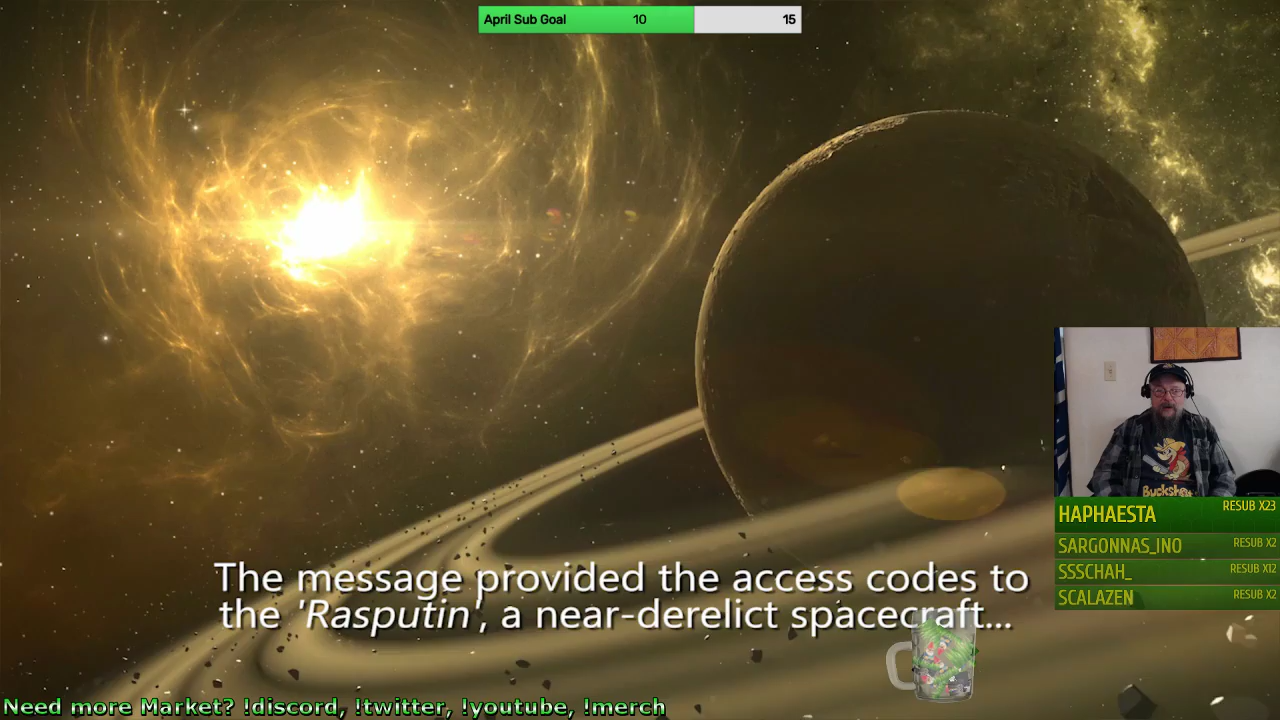 April Sub Goal 10 15
The message provided the access codes to
the 'Rasputin', a near-derelict spacecraft...
HAPHAESTA RESUB X23
SARGONNAS_INO RESUB X2
SSSCHAH_ RESUB X12
SCALAZEN RESUB X2
Need more Market? !discord, !twitter, !youtube, !merch